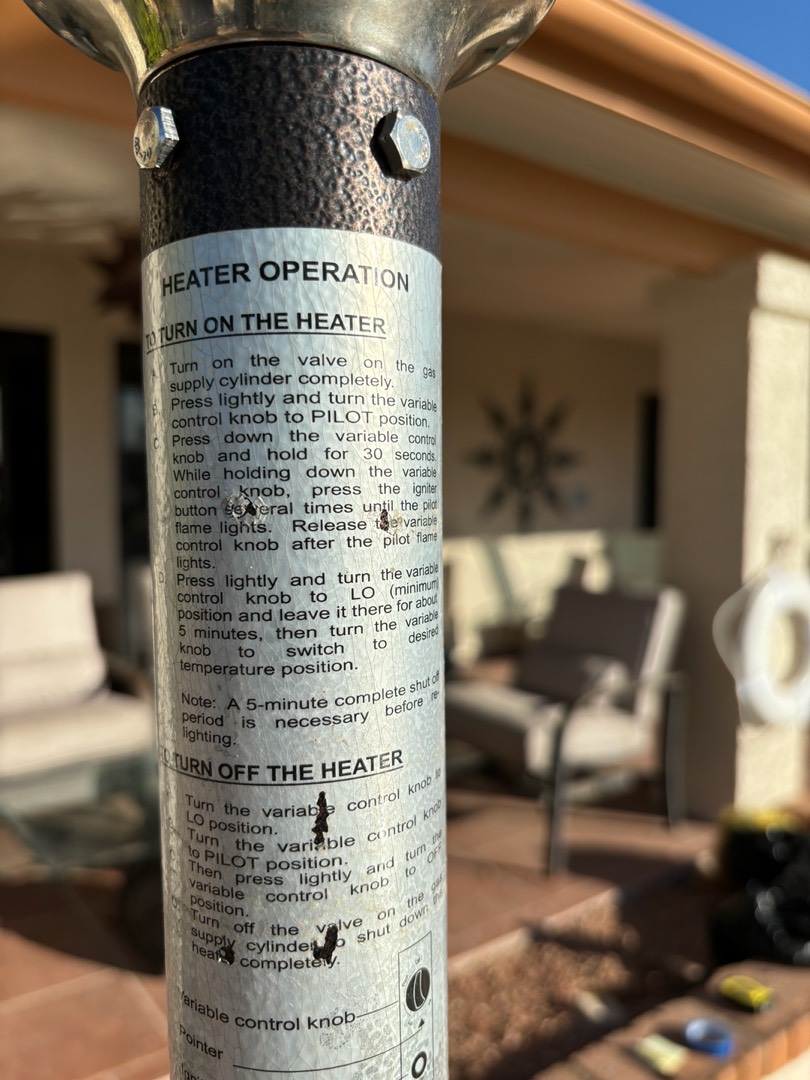 HEATER OPERATION
TO TURN ON THE HEATER
A. Turn on the valve on the gas
supply cylinder completely.
B. Press lightly and turn the variable
control knob to PILOT position.
C. Press down the variable control
knob and hold for 30 seconds.
While holding down the variable
control knob, press the igniter
button several times until the pilot
flame lights. Release the variable
control knob after the pilot flame
lights.
D. Press lightly and turn the variable
control knob to LO (minimum)
position and leave it there for about
5 minutes, then turn the variable
knob to switch to desired
temperature position.
Note: A 5-minute complete shut off
period is necessary before re-
lighting.
TO TURN OFF THE HEATER
Turn the variable control knob to
LO position.
Turn the variable control knob
to PILOT position.
Then press lightly and turn the
variable control knob to OFF
position.
Turn off the valve on the gas
supply cylinder to shut down the
heater completely.
Variable control knob
Pointer